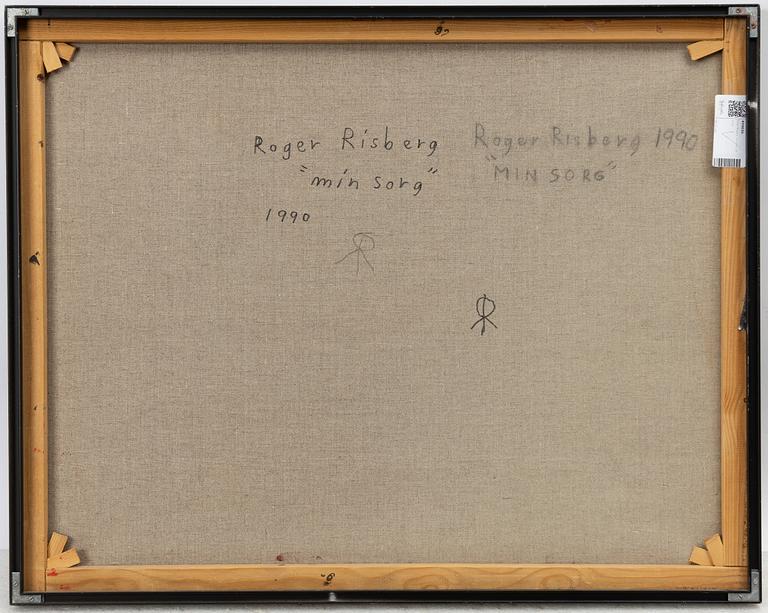 Roger Risberg
"min sorg"
1990
Roger Risberg 1990
"MIN SORG"